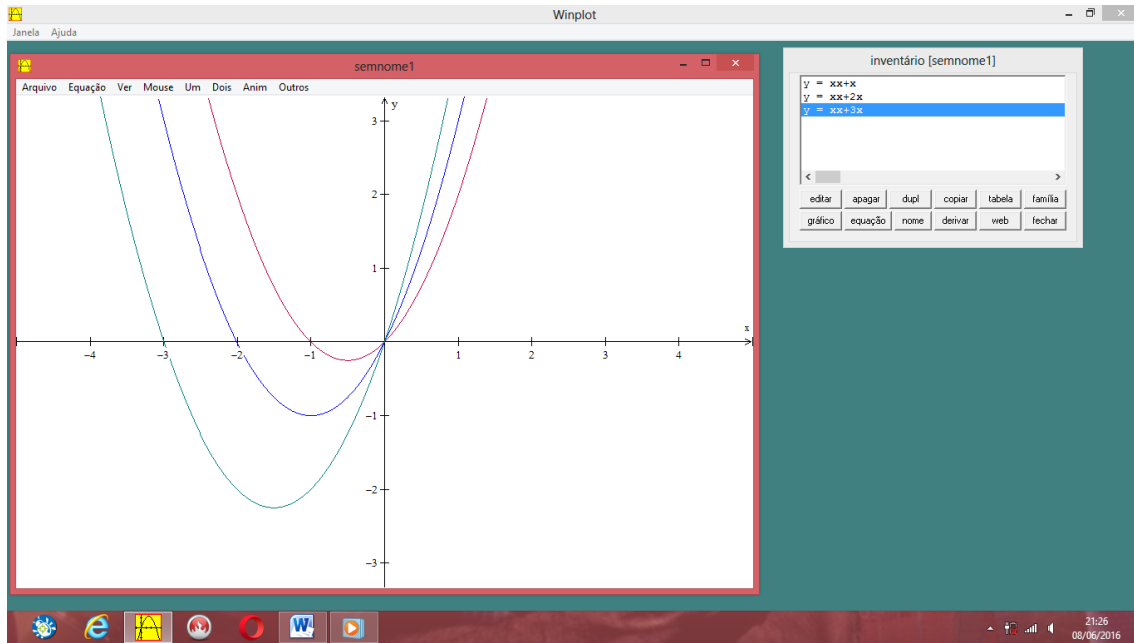 Winplot
Janela Ajuda
semnome1
Arquivo Equação Ver Mouse Um Dois Anim Outros
y
3
2
1
x
−4 −3 −2 −1 1 2 3 4
−1
−2
−3
inventário [semnome1]
y = xx+x
y = xx+2x
y = xx+3x
editar apagar dupl copiar tabela família
gráfico equação nome derivar web fechar
21:26
08/06/2016